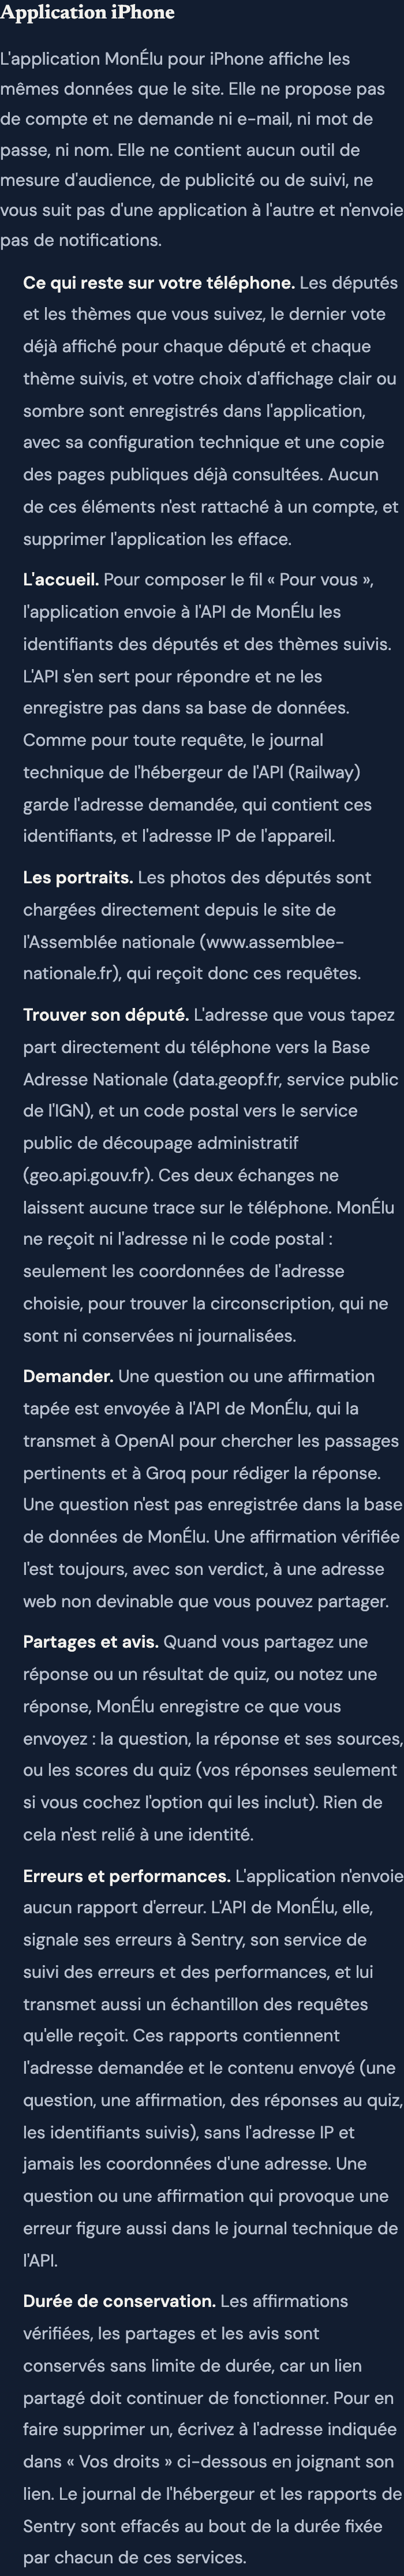 Application iPhone
L'application MonÉlu pour iPhone affiche les
mêmes données que le site. Elle ne propose pas
de compte et ne demande ni e-mail, ni mot de
passe, ni nom. Elle ne contient aucun outil de
mesure d'audience, de publicité ou de suivi, ne
vous suit pas d'une application à l'autre et n'envoie
pas de notifications.
Ce qui reste sur votre téléphone. Les députés
et les thèmes que vous suivez, le dernier vote
déjà affiché pour chaque député et chaque
thème suivis, et votre choix d'affichage clair ou
sombre sont enregistrés dans l'application,
avec sa configuration technique et une copie
des pages publiques déjà consultées. Aucun
de ces éléments n'est rattaché à un compte, et
supprimer l'application les efface.
L'accueil. Pour composer le fil « Pour vous »,
l'application envoie à l'API de MonÉlu les
identifiants des députés et des thèmes suivis.
L'API s'en sert pour répondre et ne les
enregistre pas dans sa base de données.
Comme pour toute requête, le journal
technique de l'hébergeur de l'API (Railway)
garde l'adresse demandée, qui contient ces
identifiants, et l'adresse IP de l'appareil.
Les portraits. Les photos des députés sont
chargées directement depuis le site de
l'Assemblée nationale (www.assemblee-
nationale.fr), qui reçoit donc ces requêtes.
Trouver son député. L'adresse que vous tapez
part directement du téléphone vers la Base
Adresse Nationale (data.geopf.fr, service public
de l'IGN), et un code postal vers le service
public de découpage administratif
(geo.api.gouv.fr). Ces deux échanges ne
laissent aucune trace sur le téléphone. MonÉlu
ne reçoit ni l'adresse ni le code postal :
seulement les coordonnées de l'adresse
choisie, pour trouver la circonscription, qui ne
sont ni conservées ni journalisées.
Demander. Une question ou une affirmation
tapée est envoyée à l'API de MonÉlu, qui la
transmet à OpenAI pour chercher les passages
pertinents et à Groq pour rédiger la réponse.
Une question n'est pas enregistrée dans la base
de données de MonÉlu. Une affirmation vérifiée
l'est toujours, avec son verdict, à une adresse
web non devinable que vous pouvez partager.
Partages et avis. Quand vous partagez une
réponse ou un résultat de quiz, ou notez une
réponse, MonÉlu enregistre ce que vous
envoyez : la question, la réponse et ses sources,
ou les scores du quiz (vos réponses seulement
si vous cochez l'option qui les inclut). Rien de
cela n'est relié à une identité.
Erreurs et performances. L'application n'envoie
aucun rapport d'erreur. L'API de MonÉlu, elle,
signale ses erreurs à Sentry, son service de
suivi des erreurs et des performances, et lui
transmet aussi un échantillon des requêtes
qu'elle reçoit. Ces rapports contiennent
l'adresse demandée et le contenu envoyé (une
question, une affirmation, des réponses au quiz,
les identifiants suivis), sans l'adresse IP et
jamais les coordonnées d'une adresse. Une
question ou une affirmation qui provoque une
erreur figure aussi dans le journal technique de
l'API.
Durée de conservation. Les affirmations
vérifiées, les partages et les avis sont
conservés sans limite de durée, car un lien
partagé doit continuer de fonctionner. Pour en
faire supprimer un, écrivez à l'adresse indiquée
dans « Vos droits » ci-dessous en joignant son
lien. Le journal de l'hébergeur et les rapports de
Sentry sont effacés au bout de la durée fixée
par chacun de ces services.